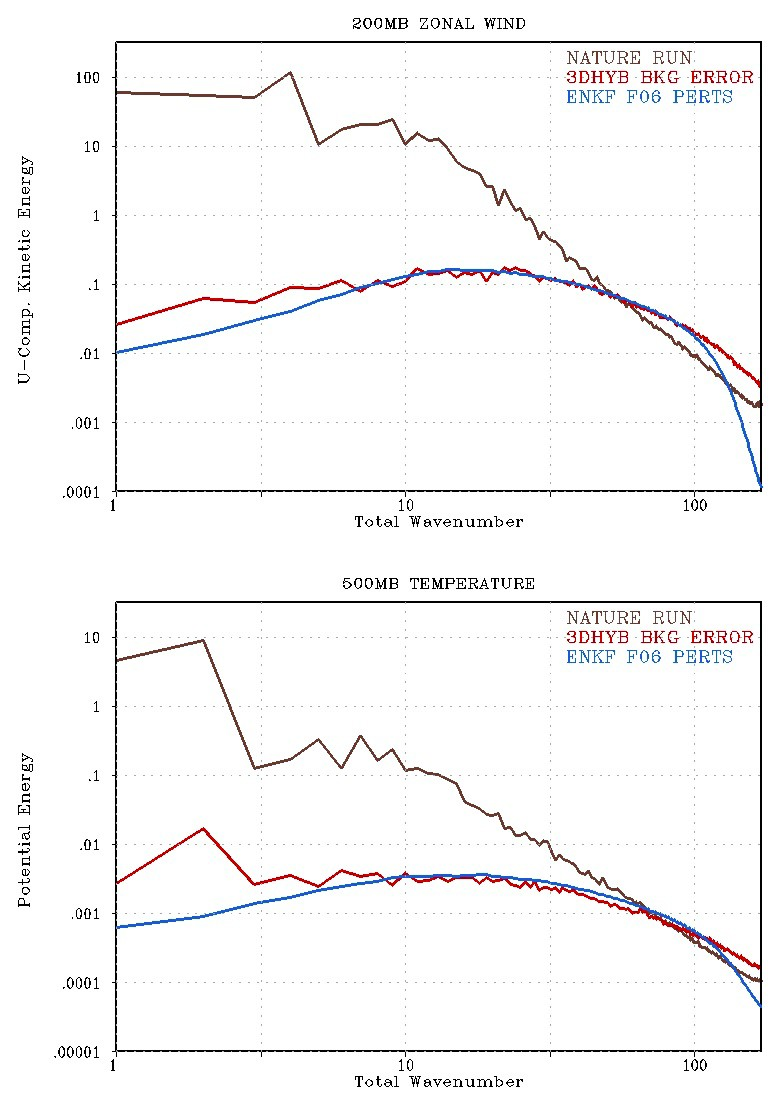 200MB ZONAL WIND
NATURE RUN
3DHYB BKG ERROR
ENKF F06 PERTS
U-Comp. Kinetic Energy
100
10
1
.1
.01
.001
.0001
1 10 100
Total Wavenumber
500MB TEMPERATURE
NATURE RUN
3DHYB BKG ERROR
ENKF F06 PERTS
Potential Energy
10
1
.1
.01
.001
.0001
.00001
1 10 100
Total Wavenumber